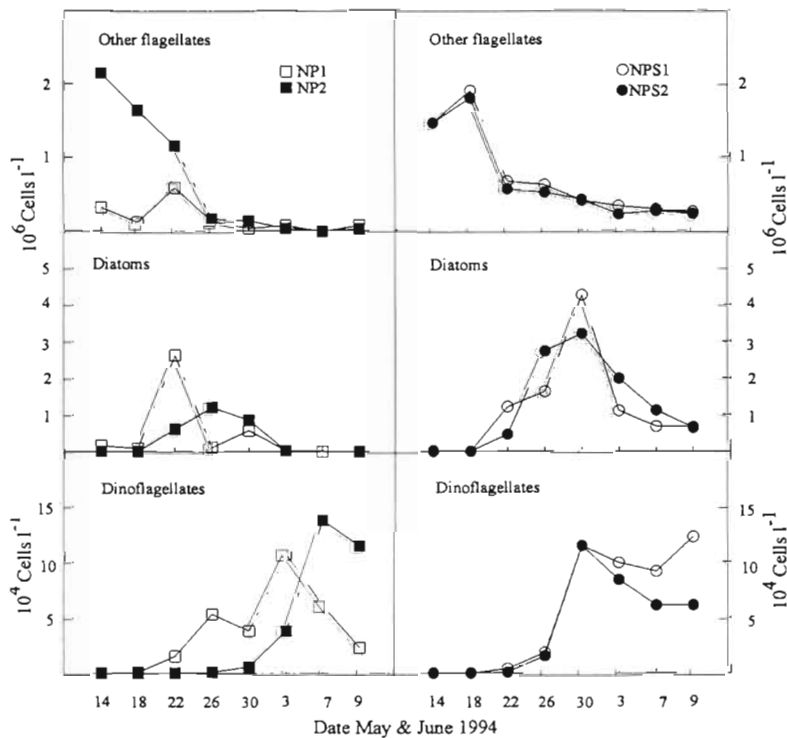 Other flagellates
NP1
NP2
2
1
10⁶ Cells l⁻¹
Other flagellates
NPS1
NPS2
2
1
10⁶ Cells l⁻¹
Diatoms
5
4
3
2
1
Diatoms
5
4
3
2
1
Dinoflagellates
15
10
5
10⁴ Cells l⁻¹
Dinoflagellates
15
10
5
10⁴ Cells l⁻¹
14 18 22 26 30 3 7 9
14 18 22 26 30 3 7 9
Date May & June 1994